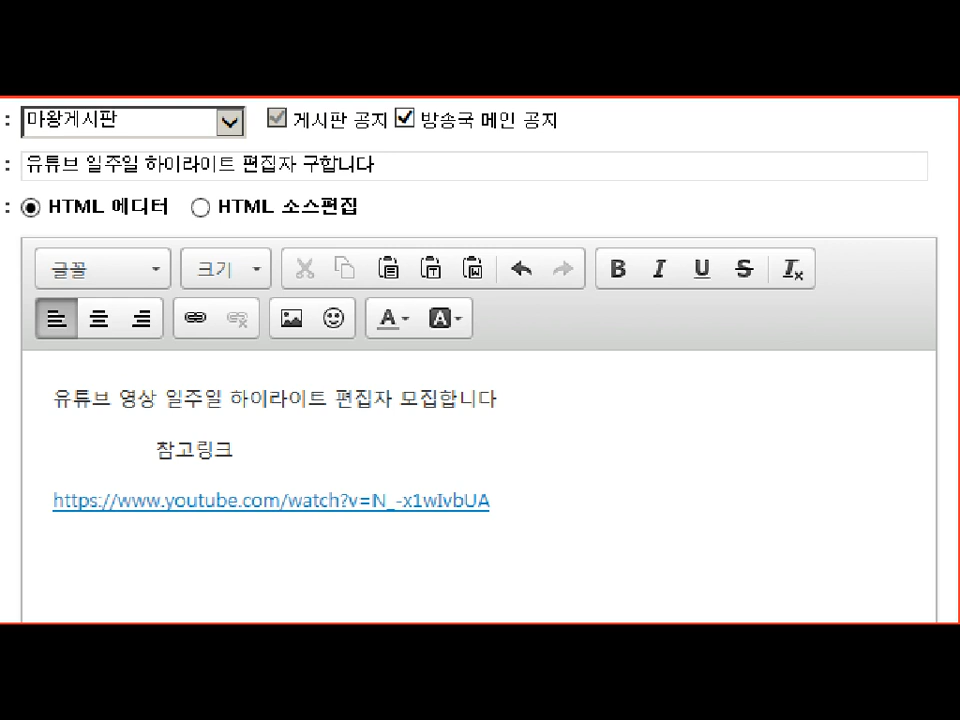 : 마왕게시판 게시판 공지 방송국 메인 공지
: 유튜브 일주일 하이라이트 편집자 구합니다
: HTML 에디터 HTML 소스편집
글꼴 크기 B I U S Tx
A A
유튜브 영상 일주일 하이라이트 편집자 모집합니다
참고링크
https://www.youtube.com/watch?v=N_-x1wIvbUA